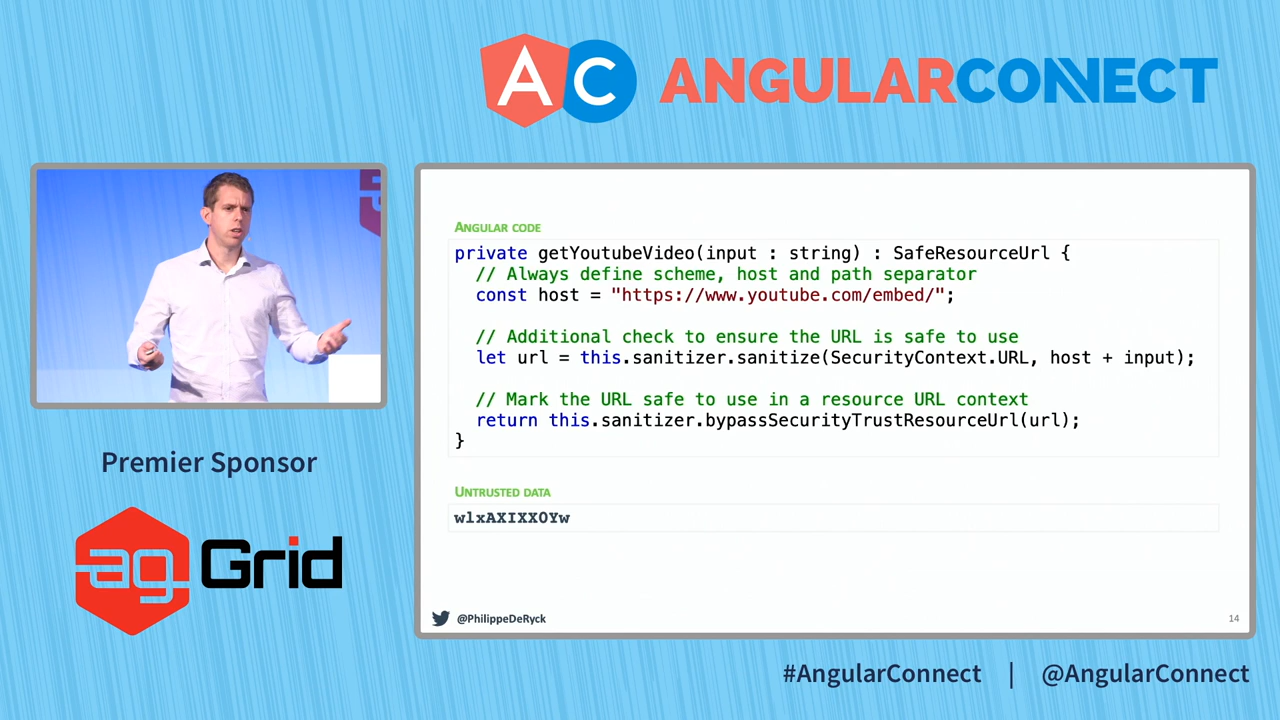 AC ANGULARCONNECT
ANGULAR CODE
private getYoutubeVideo(input : string) : SafeResourceUrl {
// Always define scheme, host and path separator
const host = "https://www.youtube.com/embed/";
// Additional check to ensure the URL is safe to use
let url = this.sanitizer.sanitize(SecurityContext.URL, host + input);
// Mark the URL safe to use in a resource URL context
return this.sanitizer.bypassSecurityTrustResourceUrl(url);
}
UNTRUSTED DATA
wlxAXIXXOYw
@PhilippeDeRyck
14
Premier Sponsor
ag Grid
#AngularConnect | @AngularConnect